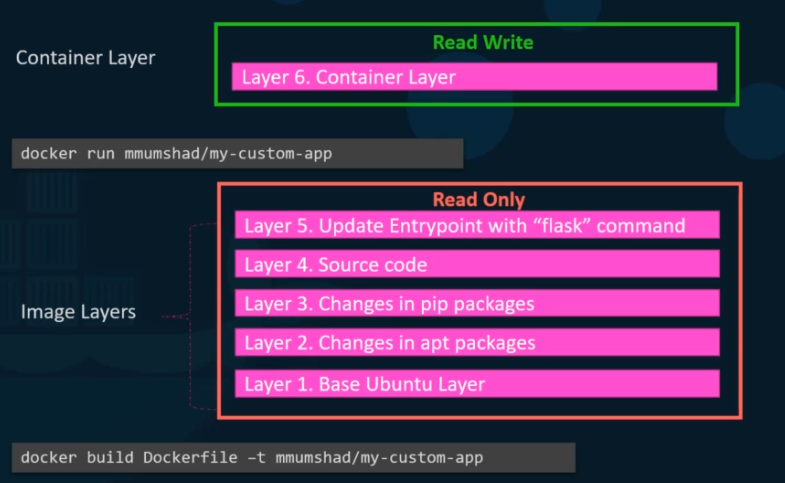 Read Write
Container Layer
Layer 6. Container Layer
docker run mmumshad/my-custom-app
Read Only
Layer 5. Update Entrypoint with “flask” command
Layer 4. Source code
Layer 3. Changes in pip packages
Image Layers
Layer 2. Changes in apt packages
Layer 1. Base Ubuntu Layer
docker build Dockerfile –t mmumshad/my-custom-app